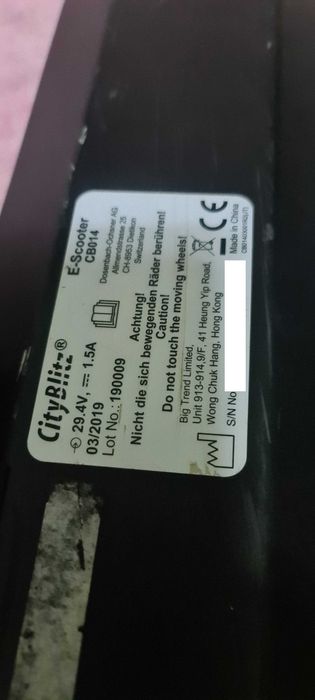 CityBlitz®
E-Scooter
CB014
29.4V, 1.5A
03/2019
Lot No.: 190009
Dosenbach-Ochsner AG
Allmendstrasse 25
CH-8953 Dietikon
Switzerland
Achtung!
Nicht die sich bewegenden Räder berühren!
Caution!
Do not touch the moving wheels!
Big Trend Limited,
Unit 913-914,9/F, 41 Heung Yip Road,
Wong Chuk Hang, Hong Kong
CE
S/N No
Made in China